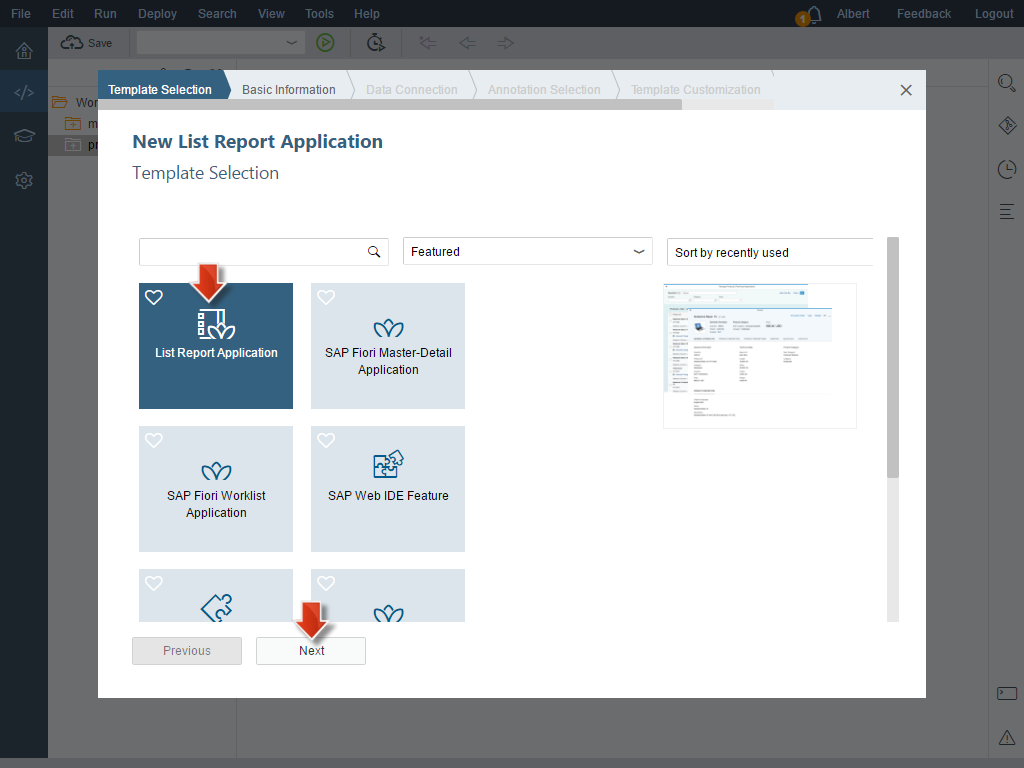 File Edit Run Deploy Search View Tools Help 1 Albert Feedback Logout
Save
Template Selection Basic Information Data Connection Annotation Selection Template Customization
New List Report Application
Template Selection
Featured Sort by recently used
List Report Application
SAP Fiori Master-Detail
Application
SAP Fiori Worklist
Application
SAP Web IDE Feature
Previous Next